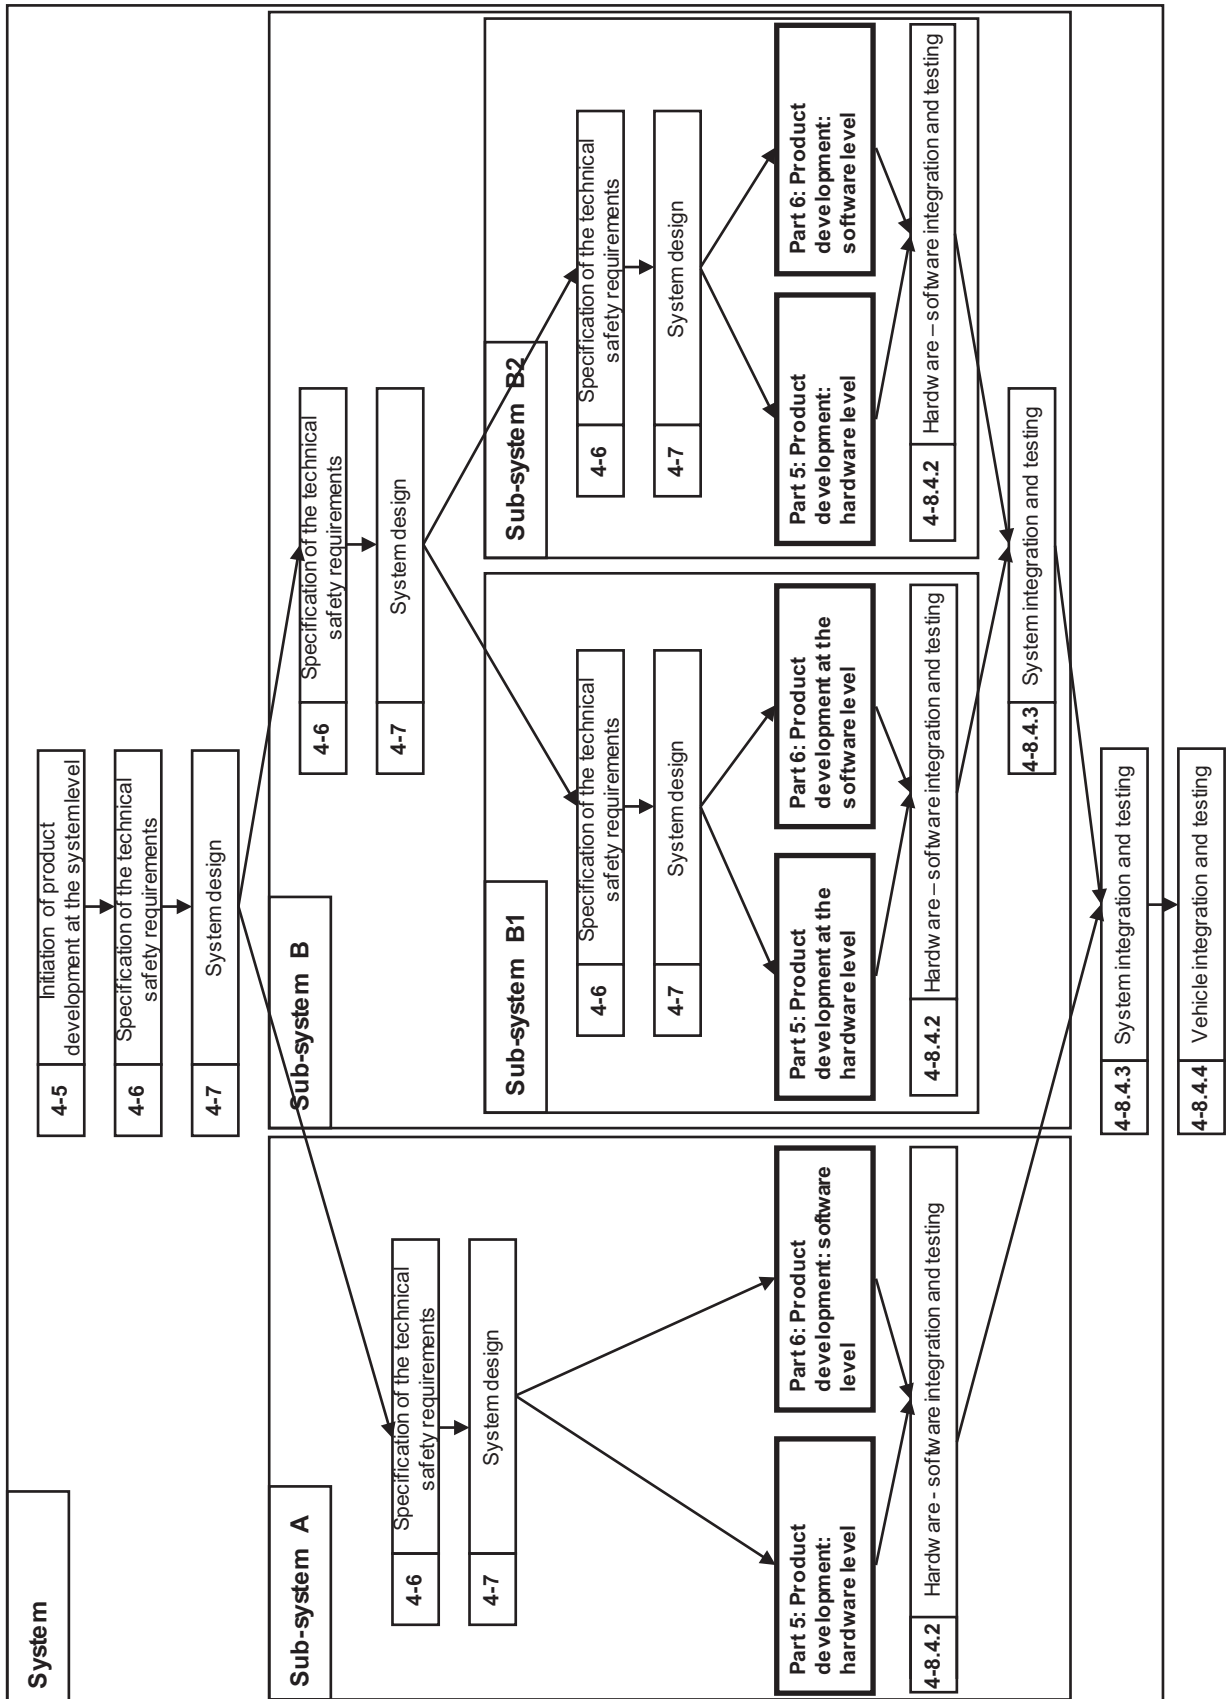 System
4-5
Initiation of product
development at the system level
4-6
Specification of the technical
safety requirements
4-7
System design
Sub-system A
4-6
Specification of the technical
safety requirements
4-7
System design
Part 5: Product
development:
hardware level
Part 6: Product
development: software
level
4-8.4.2
Hardware - software integration and testing
Sub-system B
4-6
Specification of the technical
safety requirements
4-7
System design
Sub-system B1
4-6
Specification of the technical
safety requirements
4-7
System design
Part 5: Product
development at the
hardware level
Part 6: Product
development at the
software level
4-8.4.2
Hardware – software integration and testing
Sub-system B2
4-6
Specification of the technical
safety requirements
4-7
System design
Part 5: Product
development:
hardware level
Part 6: Product
development:
software level
4-8.4.2
Hardware – software integration and testing
4-8.4.3
System integration and testing
4-8.4.3
System integration and testing
4-8.4.4
Vehicle integration and testing